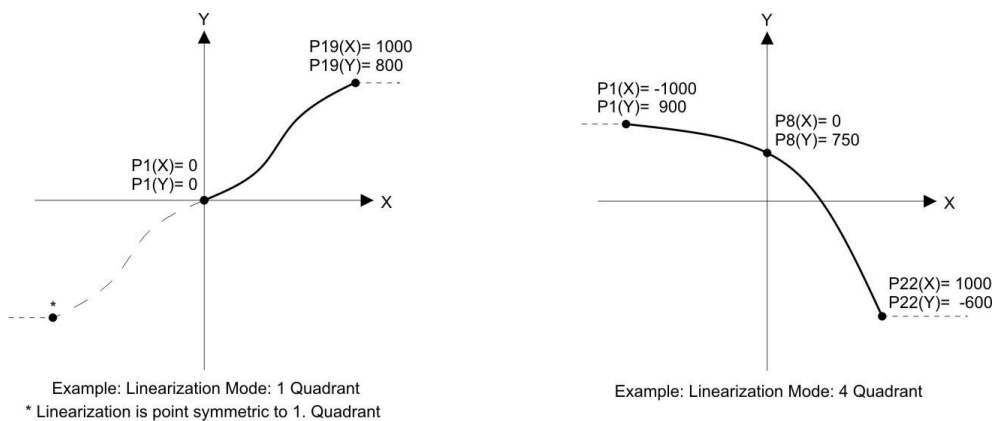 Y
P19(X)= 1000
P19(Y)= 800
P1(X)= 0
P1(Y)= 0
X
*
Example: Linearization Mode: 1 Quadrant
* Linearization is point symmetric to 1. Quadrant
Y
P1(X)= -1000
P1(Y)= 900
P8(X)= 0
P8(Y)= 750
X
P22(X)= 1000
P22(Y)= -600
Example: Linearization Mode: 4 Quadrant